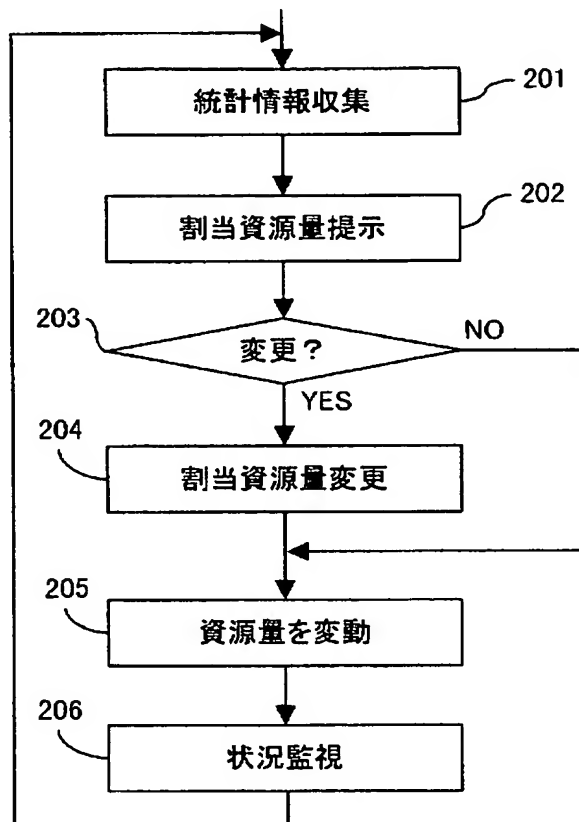 統計情報収集
201
割当資源量提示
202
203
変更？
NO
YES
204
割当資源量変更
205
資源量を変動
206
状況監視